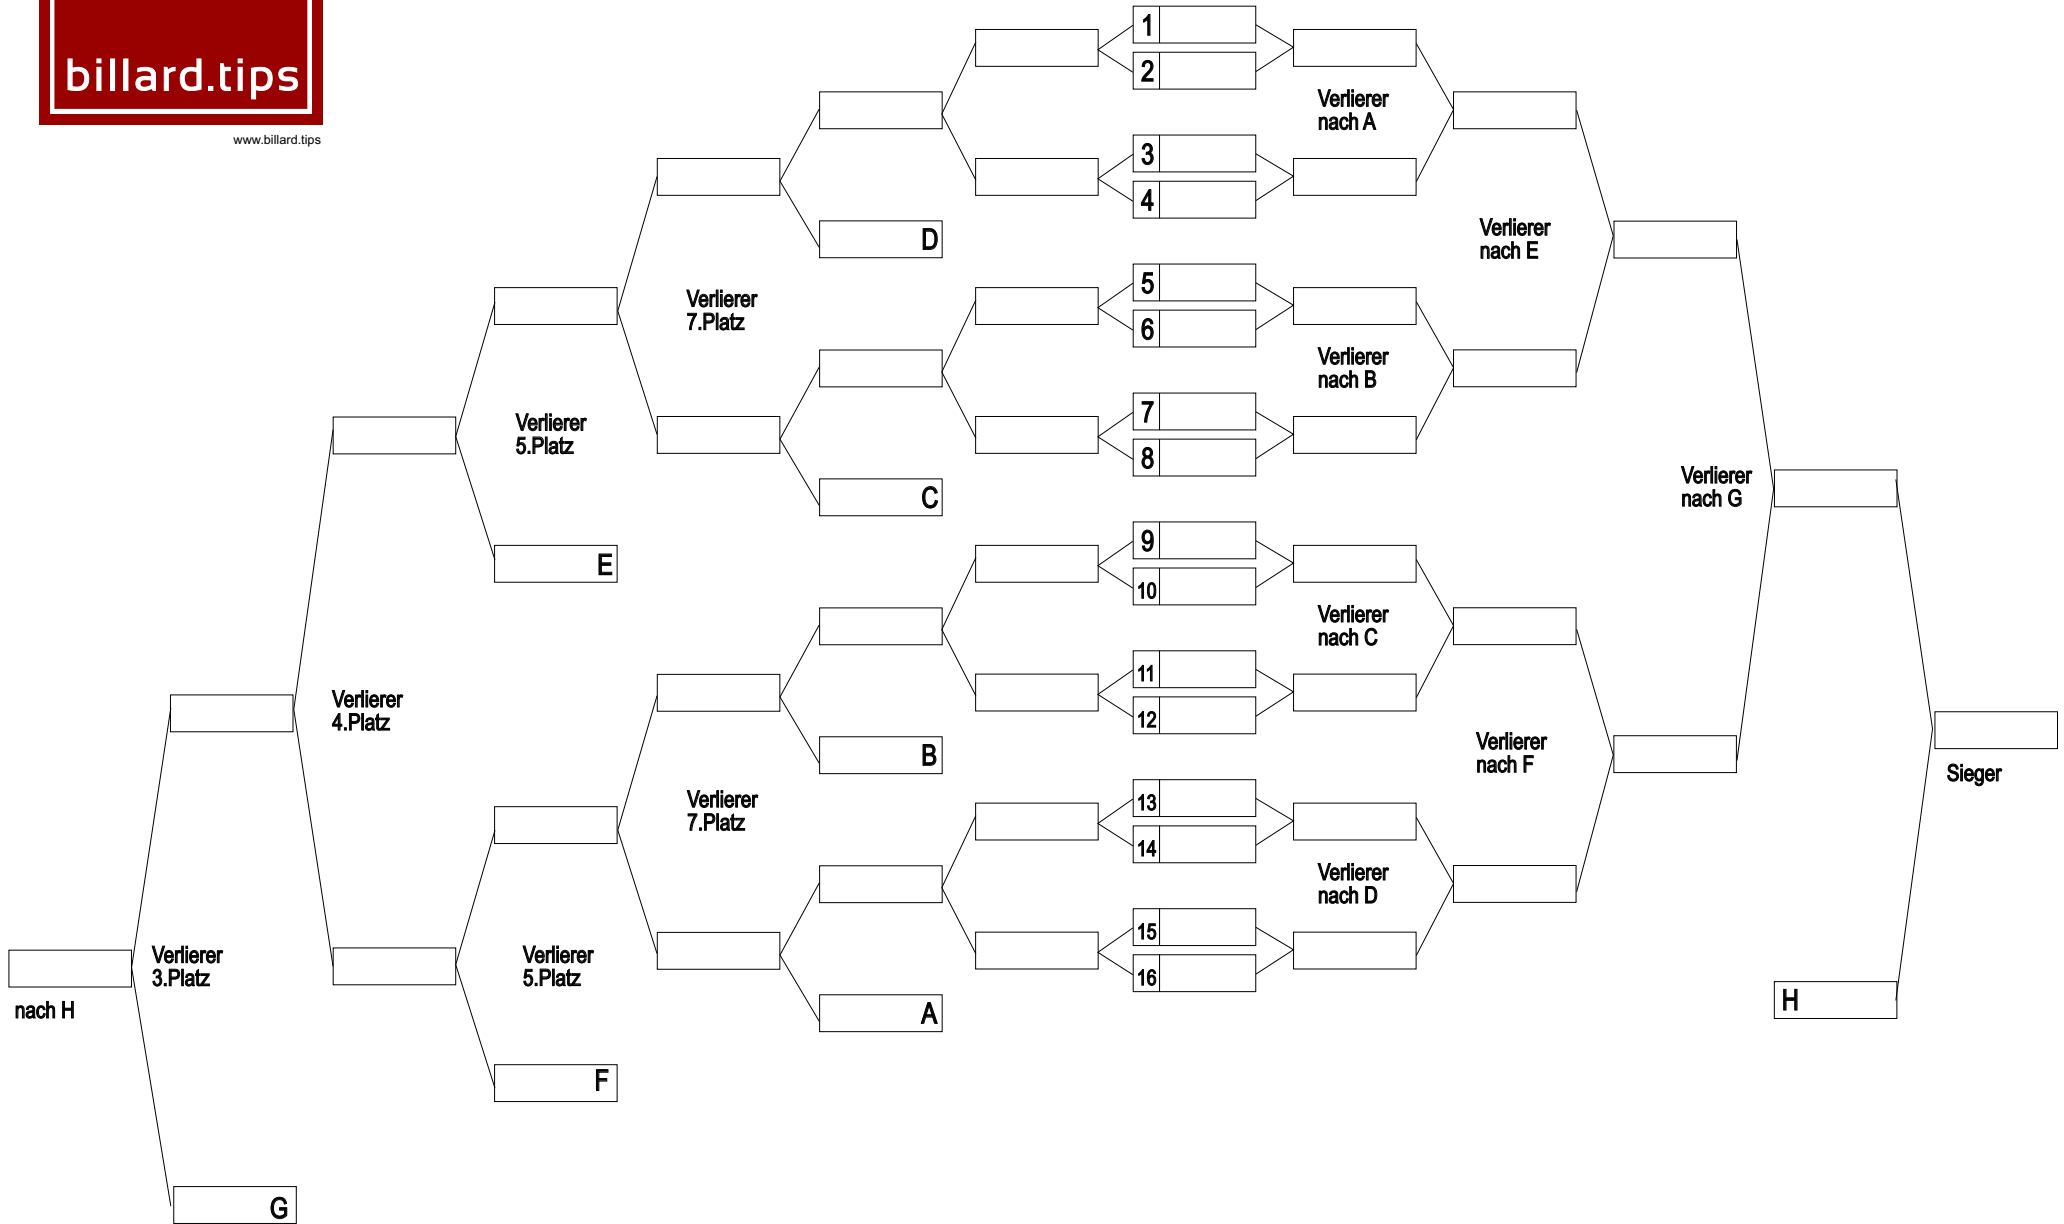 billard.tips
www.billard.tips
1
2
Verlierer
nach A
3
4
D
Verlierer
nach E
5
6
Verlierer
7.Platz
Verlierer
nach B
7
8
Verlierer
5.Platz
C
Verlierer
nach G
9
10
E
Verlierer
nach C
11
12
Verlierer
4.Platz
B
Verlierer
nach F
Sieger
13
14
Verlierer
7.Platz
Verlierer
nach D
15
16
Verlierer
3.Platz
Verlierer
5.Platz
nach H
A
H
F
G